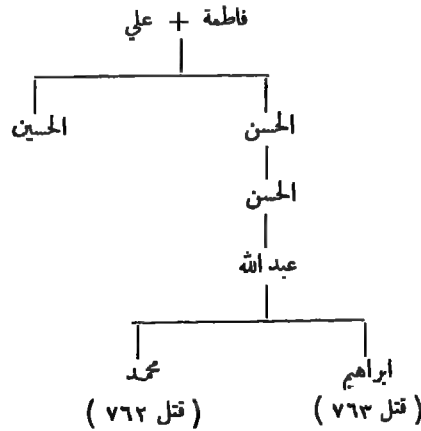 فاطمة + علي
الحسن الحسين
الحسن
عبد الله
ابراهيم محمد
( قتل ٧٦٣ ) ( قتل ٧٦٢ )